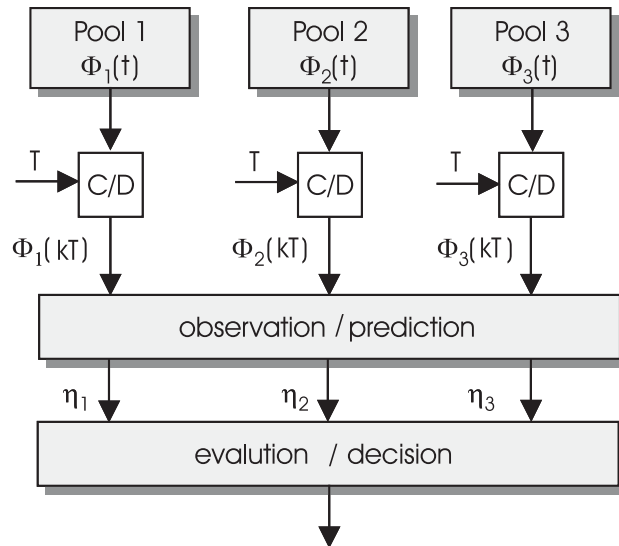 Pool 1 Pool 2 Pool 3
Φ₁(t) Φ₂(t) Φ₃(t)
T C/D T C/D T C/D
Φ₁(kT) Φ₂(kT) Φ₃(kT)
observation / prediction
η₁ η₂ η₃
evalution / decision